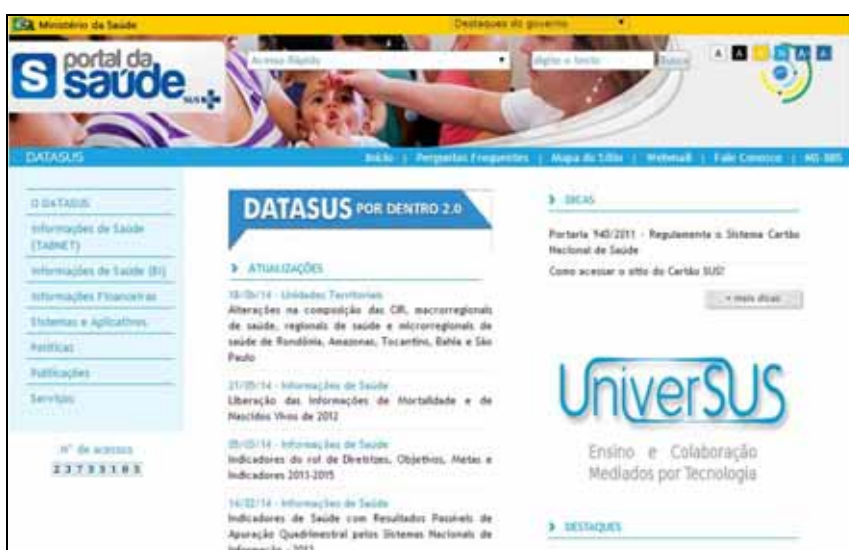 Ministério da Saúde
Destaques do governo
portal da
saúde
SUS
Acesso Rápido
digite o texto
Busca
A A A A A A
DATASUS
Início | Perguntas Frequentes | Mapa do Sítio | Webmail | Fale Conosco | MS-BBS
O DATASUS
Informações de Saúde
(TABNET)
Informações de Saúde (BI)
Informações Financeiras
Sistemas e Aplicativos
Políticas
Publicações
Serviços
n° de acessos
DATASUS POR DENTRO 2.0
ATUALIZAÇÕES
Unidades Territoriais
Alterações na composição das CIR, macrorregionais
de saúde, regionais de saúde e microrregionais de
saúde de Rondônia, Amazonas, Tocantins, Bahia e São
Paulo
21/05/14 - Informações de Saúde
Liberação das Informações de Mortalidade e de
Nascidos Vivos de 2012
Informações de Saúde
Indicadores do rol de Diretrizes, Objetivos, Metas e
Indicadores 2013-2015
14/02/14 - Informações de Saúde
Indicadores de Saúde com Resultados Passíveis de
Apuração Quadrimestral pelos Sistemas Nacionais de
Informação - 2013
DICAS
Portaria 940/2011 - Regulamenta o Sistema Cartão
Nacional de Saúde
Como acessar o sítio do Cartão SUS?
+ mais dicas
UniverSUS
Ensino e Colaboração
Mediados por Tecnologia
DESTAQUES